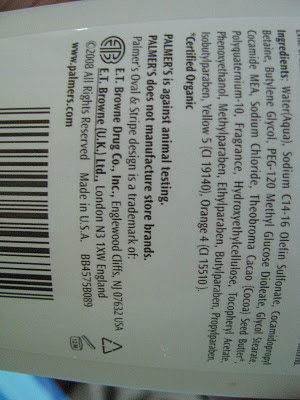 Ingredients: Water(Aqua), Sodium C14-16 Olefin Sulfonate, Cocamidopropyl
Betaine, Butylene Glycol, PEG-120 Methyl Glucose Dioleate, Glycol Stearate,
Cocamide MEA, Sodium Chloride, Theobroma Cacao (Cocoa) Seed Butter*,
Polyquaternium-10, Fragrance, Hydroxyethylcellulose, Tocopheryl Acetate,
Phenoxyethanol, Methylparaben, Ethylparaben, Butylparaben, Propylparaben,
Isobutylparaben, Yellow 5 (CI 19140), Orange 4 (CI 15510).
*Certified Organic
PALMER'S is against animal testing.
PALMER'S does not manufacture store brands.
Palmer's Oval & Stripe design is a trademark of:
ETB
E.T. Browne Drug Co., Inc., Englewood Cliffs, NJ 07632 USA
E.T. Browne (U.K.) Ltd., London N3 1XW England
©2008 All Rights Reserved Made in U.S.A. BB4575B089
www.palmers.com
12M